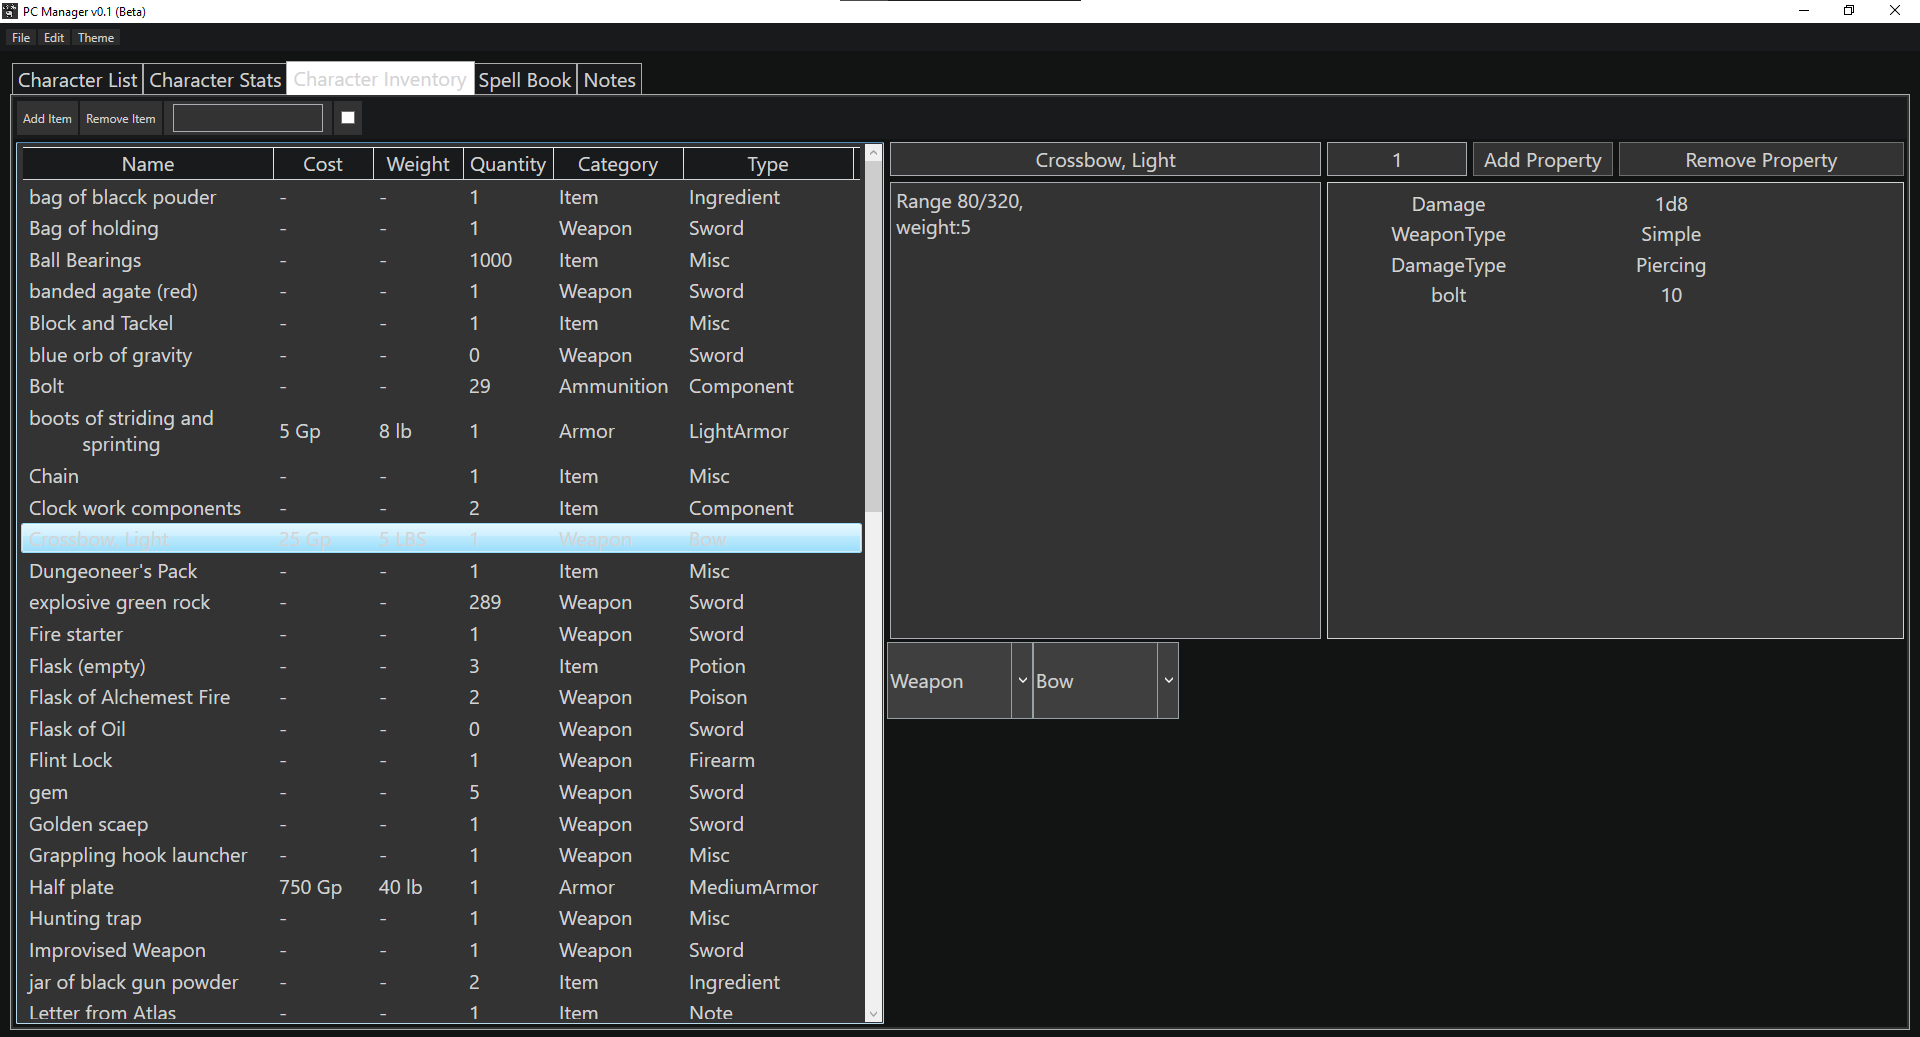 PC Manager v0.1 (Beta)
File Edit Theme
Character List Character Stats Character Inventory Spell Book Notes
Add Item Remove Item
Name Cost Weight Quantity Category Type
bag of blacck pouder - - 1 Item Ingredient
Bag of holding - - 1 Weapon Sword
Ball Bearings - - 1000 Item Misc
banded agate (red) - - 1 Weapon Sword
Block and Tackel - - 1 Item Misc
blue orb of gravity - - 0 Weapon Sword
Bolt - - 29 Ammunition Component
boots of striding and
sprinting 5 Gp 8 lb 1 Armor LightArmor
Chain - - 1 Item Misc
Clock work components - - 2 Item Component
Crossbow, Light 25 Gp 5 LBS 1 Weapon Bow
Dungeoneer's Pack - - 1 Item Misc
explosive green rock - - 289 Weapon Sword
Fire starter - - 1 Weapon Sword
Flask (empty) - - 3 Item Potion
Flask of Alchemest Fire - - 2 Weapon Poison
Flask of Oil - - 0 Weapon Sword
Flint Lock - - 1 Weapon Firearm
gem - - 5 Weapon Sword
Golden scaep - - 1 Weapon Sword
Grappling hook launcher - - 1 Weapon Misc
Half plate 750 Gp 40 lb 1 Armor MediumArmor
Hunting trap - - 1 Weapon Misc
Improvised Weapon - - 1 Weapon Sword
jar of black gun powder - - 2 Item Ingredient
Letter from Atlas - - 1 Item Note
Crossbow, Light 1 Add Property Remove Property
Range 80/320,
weight:5
Damage 1d8
WeaponType Simple
DamageType Piercing
bolt 10
Weapon Bow